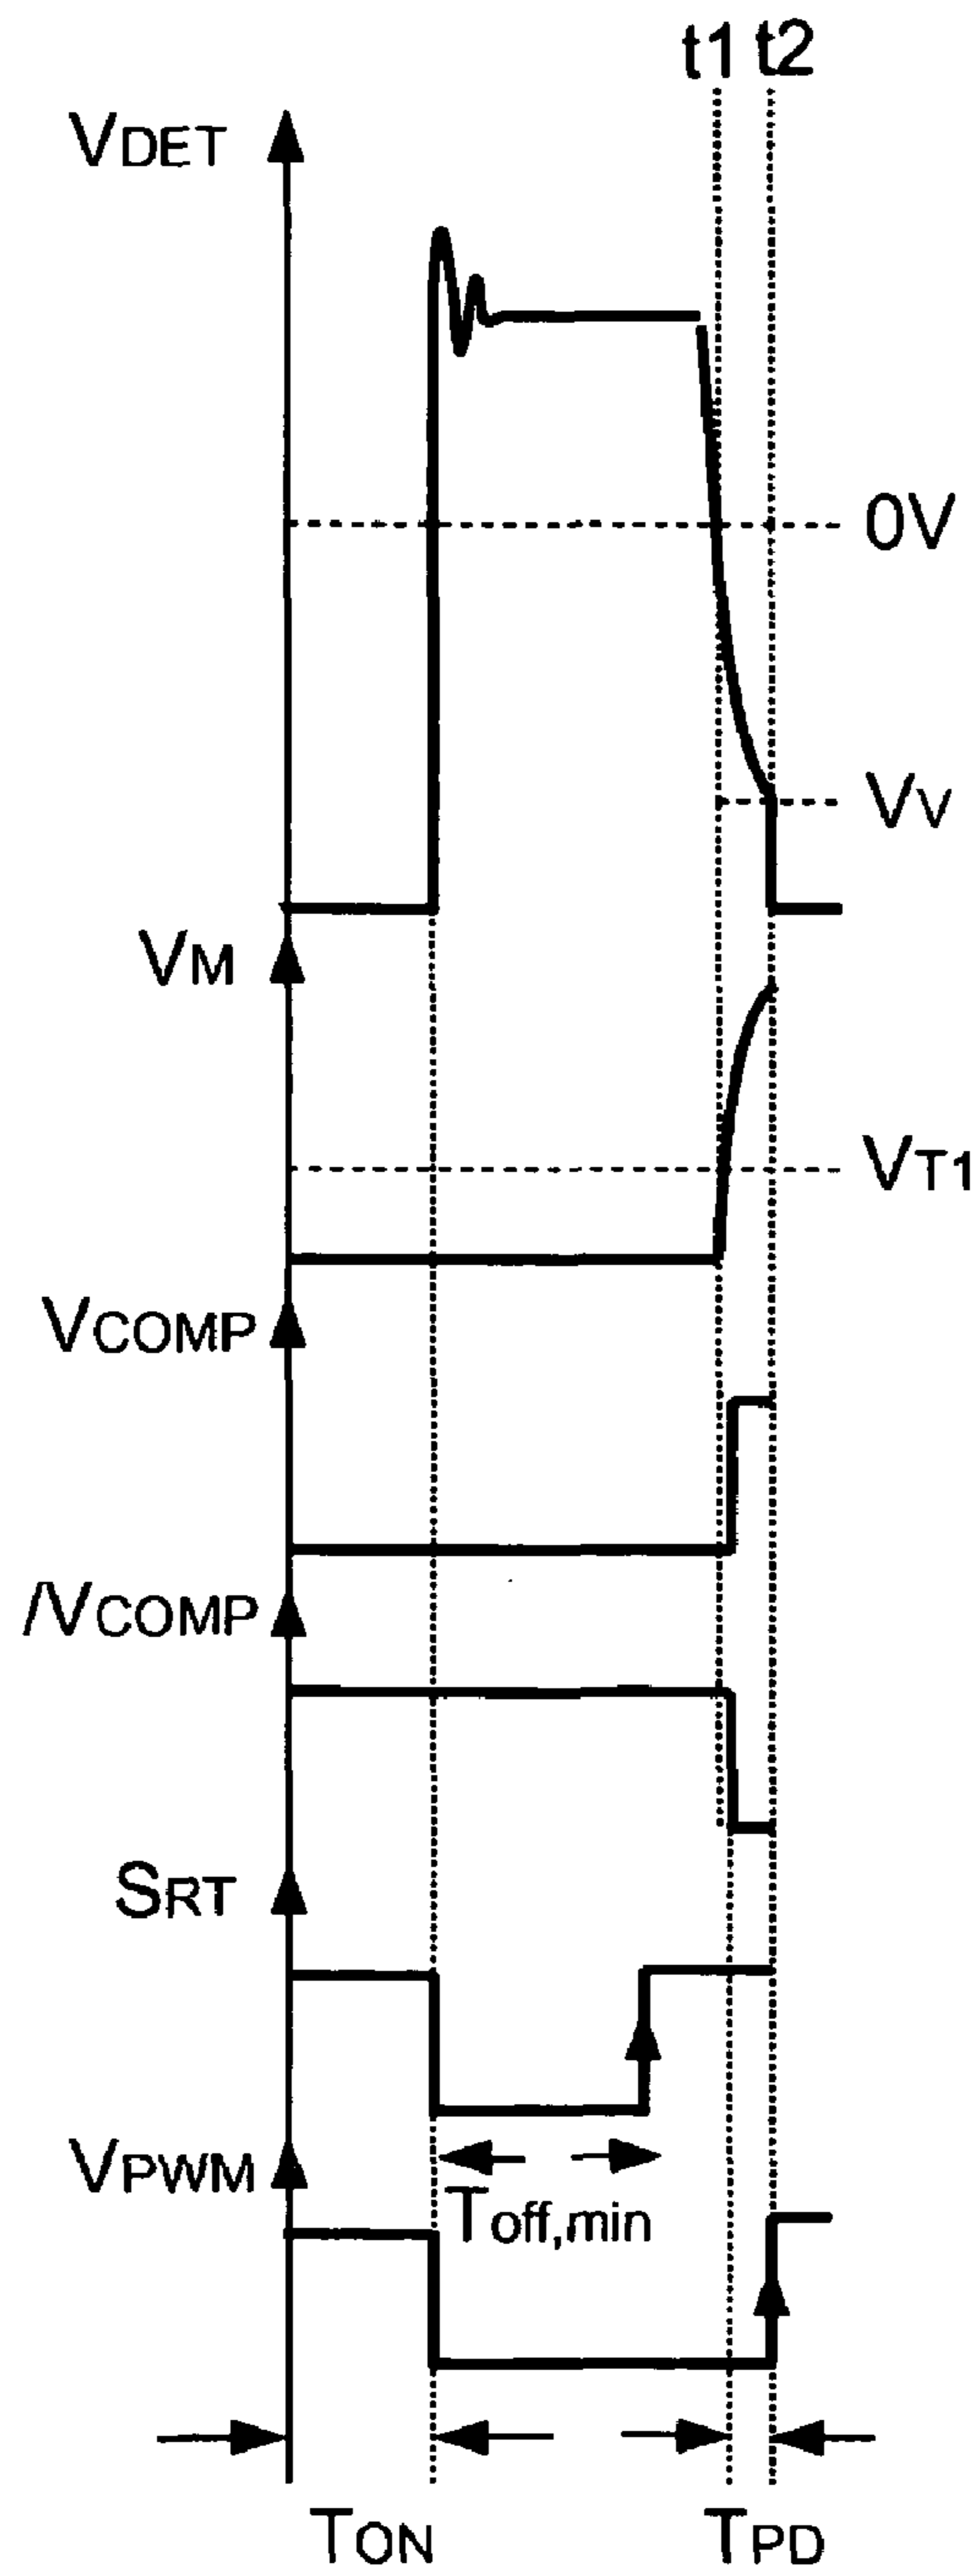 t1 t2
VDET
0V
VV
VM
VT1
VCOMP
/VCOMP
SRT
VPWM
Toff,min
TON TPD